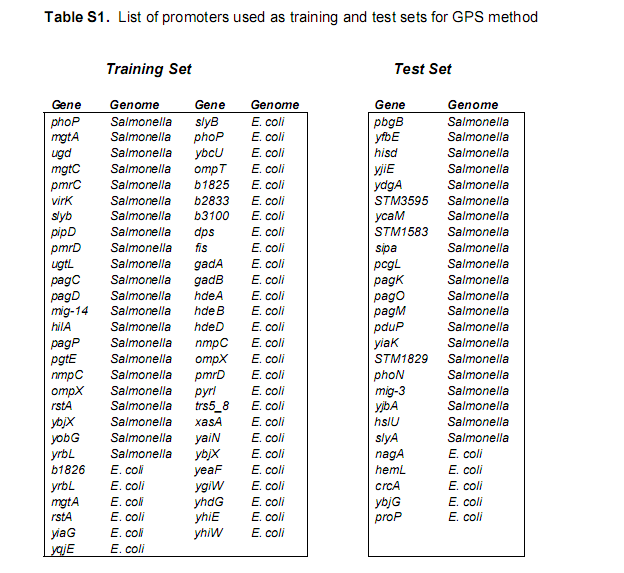 Table S1. List of promoters used as training and test sets for GPS method
Training Set Test Set
Gene Genome Gene Genome Gene Genome
phoP Salmonella slyB E. coli pbgB Salmonella
mgtA Salmonella phoP E. coli yfbE Salmonella
ugd Salmonella ybcU E. coli hisd Salmonella
mgtC Salmonella ompT E. coli yjiE Salmonella
pmrC Salmonella b1825 E. coli ydgA Salmonella
virK Salmonella b2833 E. coli STM3595 Salmonella
slyb Salmonella b3100 E. coli ycaM Salmonella
pipD Salmonella dps E. coli STM1583 Salmonella
pmrD Salmonella fis E. coli sipa Salmonella
ugtL Salmonella gadA E. coli pcgL Salmonella
pagC Salmonella gadB E. coli pagK Salmonella
pagD Salmonella hdeA E. coli pagO Salmonella
mig-14 Salmonella hdeB E. coli pagM Salmonella
hilA Salmonella hdeD E. coli pduP Salmonella
pagP Salmonella nmpC E. coli yiaK Salmonella
pgtE Salmonella ompX E. coli STM1829 Salmonella
nmpC Salmonella pmrD E. coli phoN Salmonella
ompX Salmonella pyrI E. coli mig-3 Salmonella
rstA Salmonella trs5_8 E. coli yjbA Salmonella
ybjX Salmonella xasA E. coli hslU Salmonella
yobG Salmonella yaiN E. coli slyA Salmonella
yrbL Salmonella ybjX E. coli nagA E. coli
b1826 E. coli yeaF E. coli hemL E. coli
yrbL E. coli ygiW E. coli crcA E. coli
mgtA E. coli yhdG E. coli ybjG E. coli
rstA E. coli yhiE E. coli proP E. coli
yiaG E. coli yhiW E. coli
yqjE E. coli